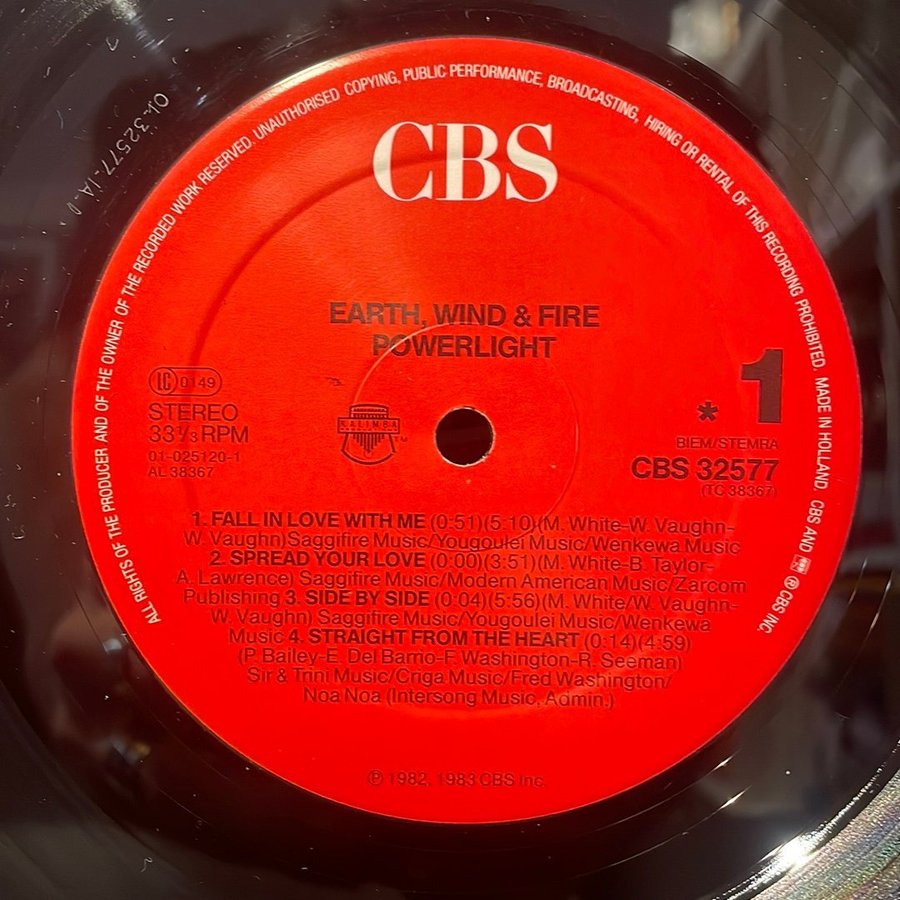 ALL RIGHTS OF THE PRODUCER AND OF THE OWNER OF THE RECORDED WORK RESERVED. UNAUTHORISED COPYING, PUBLIC PERFORMANCE, BROADCASTING, HIRING OR RENTAL OF THIS RECORDING PROHIBITED. MADE IN HOLLAND. CBS AND ® CBS INC.
CBS
EARTH, WIND & FIRE
POWERLIGHT
LC 0149
STEREO
33⅓ RPM
01-025120-1
AL 38367
KALIMBA
TM
* 1
BIEM/STEMRA
CBS 32577
(TC 38367)
1. FALL IN LOVE WITH ME (0:51)(5:10)(M. White-W. Vaughn-
W. Vaughn)Saggifire Music/Yougoulei Music/Wenkewa Music
2. SPREAD YOUR LOVE (0:00)(3:51)(M. White-B. Taylor-
A. Lawrence) Saggifire Music/Modern American Music/Zarcom
Publishing 3. SIDE BY SIDE (0:04)(5:56)(M. White/W. Vaughn-
W. Vaughn) Saggifire Music/Yougoulei Music/Wenkewa
Music 4. STRAIGHT FROM THE HEART (0:14)(4:59)
(P. Bailey-E. Del Barrio-F. Washington-R. Seeman)
Sir & Trini Music/Criga Music/Fred Washington/
Noa Noa (Intersong Music, Admin.)
℗ 1982, 1983 CBS Inc.